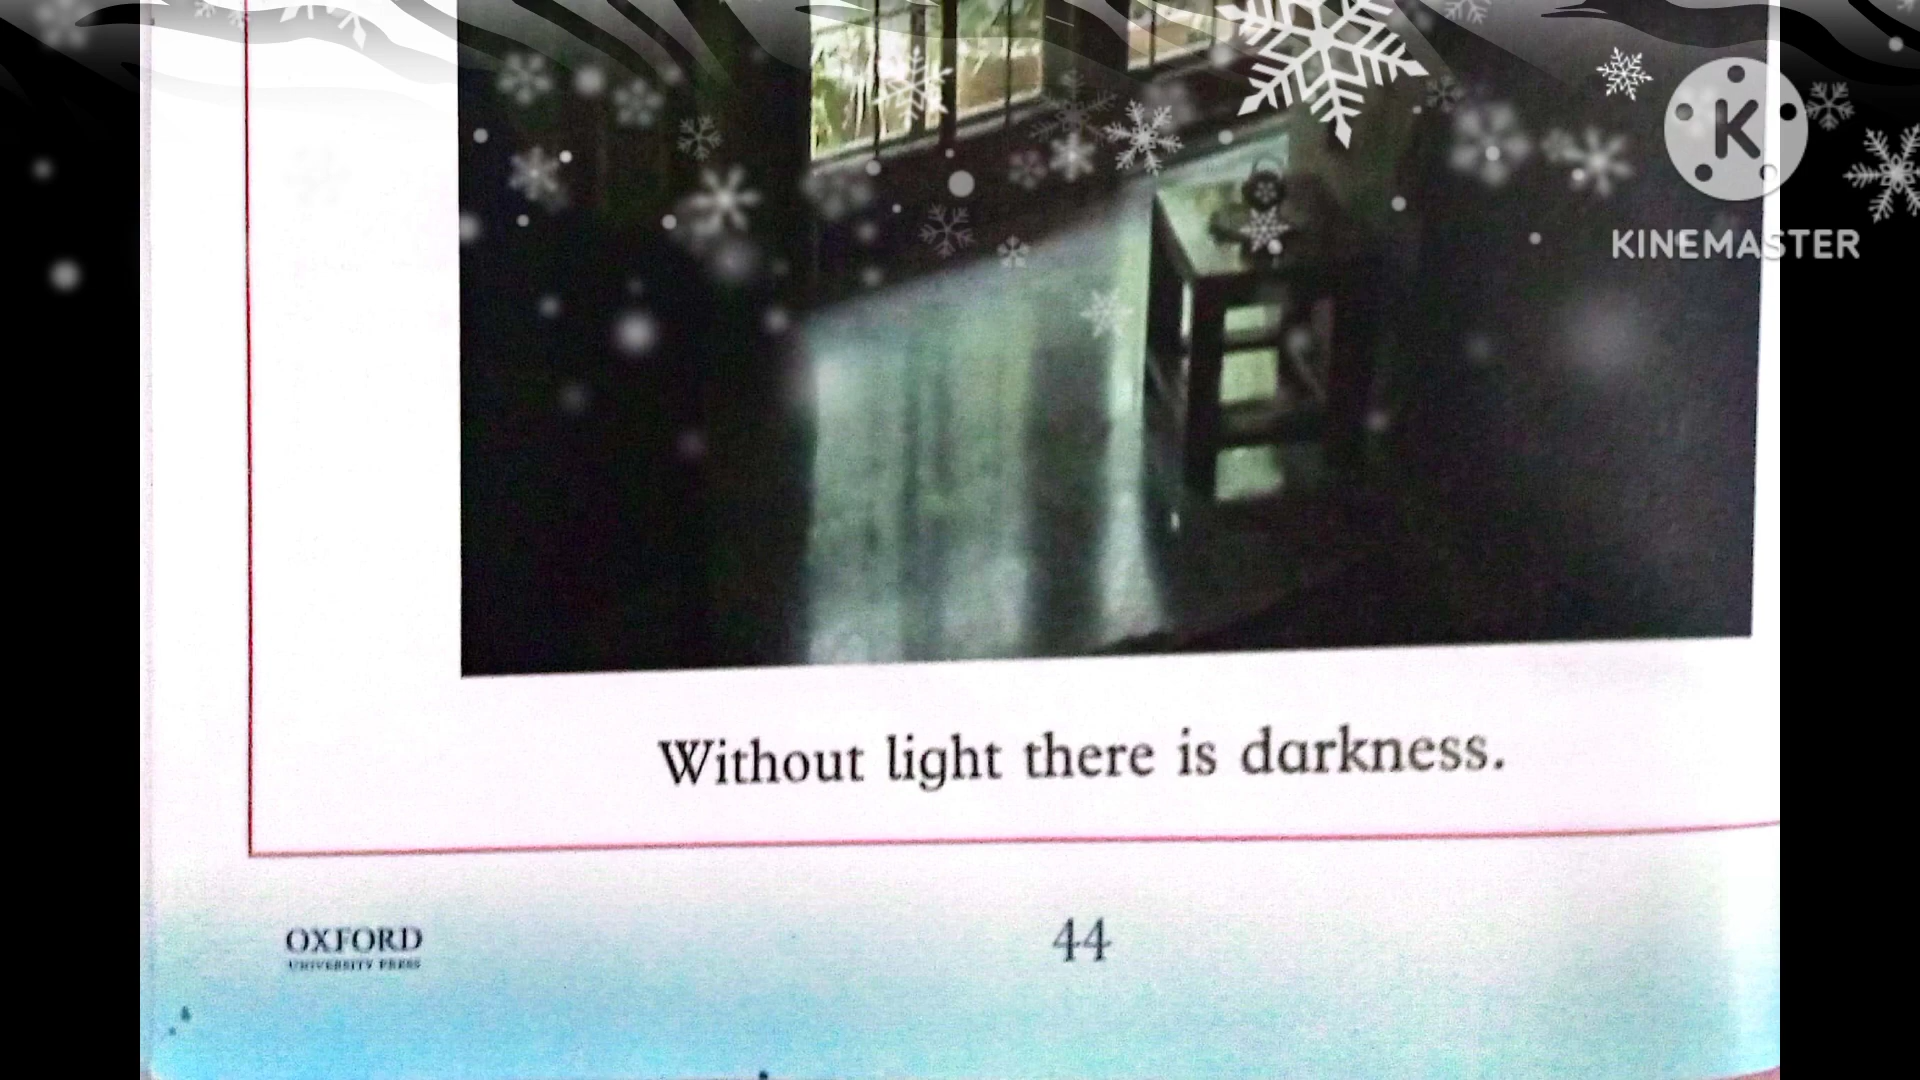 K
KINEMASTER
Without light there is darkness.
OXFORD
UNIVERSITY PRESS
44